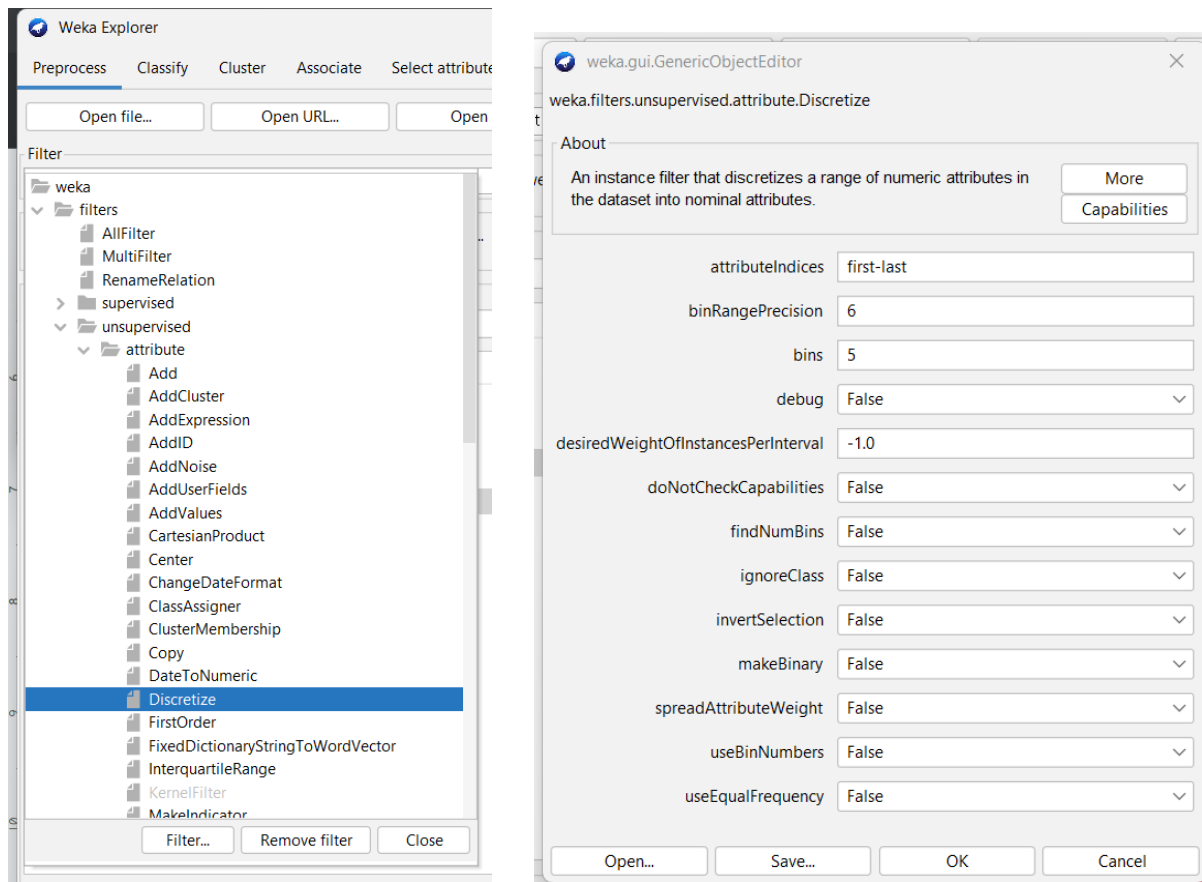 Weka Explorer
Preprocess Classify Cluster Associate Select attribute
Open file... Open URL... Open
Filter
weka
filters
AllFilter
MultiFilter
RenameRelation
supervised
unsupervised
attribute
Add
AddCluster
AddExpression
AddID
AddNoise
AddUserFields
AddValues
CartesianProduct
Center
ChangeDateFormat
ClassAssigner
ClusterMembership
Copy
DateToNumeric
Discretize
FirstOrder
FixedDictionaryStringToWordVector
InterquartileRange
KernelFilter
MakeIndicator
Filter... Remove filter Close
weka.gui.GenericObjectEditor
weka.filters.unsupervised.attribute.Discretize
About
An instance filter that discretizes a range of numeric attributes in
the dataset into nominal attributes.
More
Capabilities
attributeIndices first-last
binRangePrecision 6
bins 5
debug False
desiredWeightOfInstancesPerInterval -1.0
doNotCheckCapabilities False
findNumBins False
ignoreClass False
invertSelection False
makeBinary False
spreadAttributeWeight False
useBinNumbers False
useEqualFrequency False
Open... Save... OK Cancel